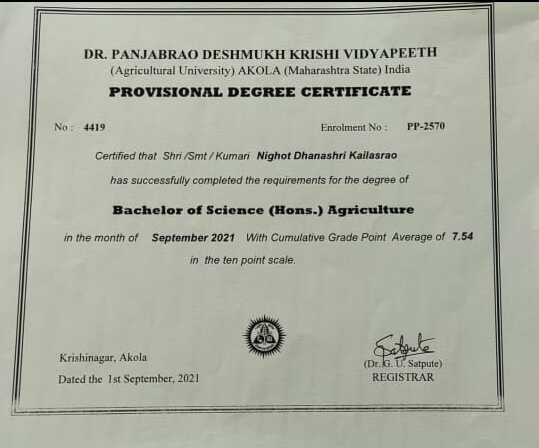 DR. PANJABRAO DESHMUKH KRISHI VIDYAPEETH
(Agricultural University) AKOLA (Maharashtra State) India
PROVISIONAL DEGREE CERTIFICATE
No : 4419 Enrolment No : PP-2570
Certified that Shri /Smt / Kumari Nighot Dhanashri Kailasrao
has successfully completed the requirements for the degree of
Bachelor of Science (Hons.) Agriculture
in the month of September 2021 With Cumulative Grade Point Average of 7.54
in the ten point scale.
Satpute
Krishinagar, Akola
(Dr. G. U. Satpute)
Dated the 1st September, 2021
REGISTRAR